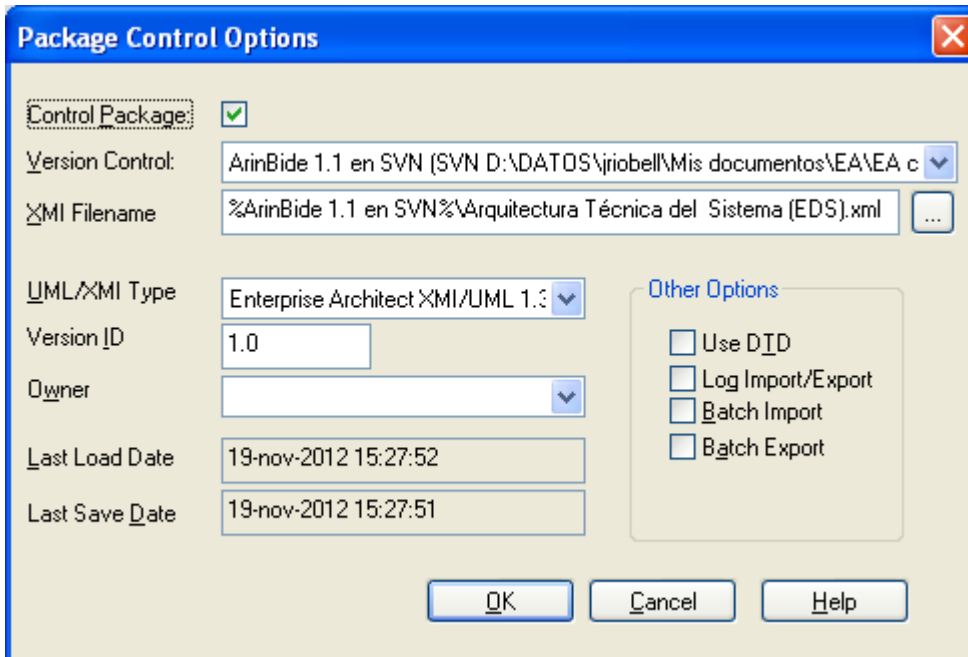 Package Control Options
Control Package:
Version Control: ArinBide 1.1 en SVN (SVN D:\DATOS\jriobell\Mis documentos\EA\EA c
XMI Filename %ArinBide 1.1 en SVN%\Arquitectura Técnica del  Sistema (EDS).xml ...
UML/XMI Type Enterprise Architect XMI/UML 1.3
Version ID 1.0
Owner
Last Load Date 19-nov-2012 15:27:52
Last Save Date 19-nov-2012 15:27:51
Other Options
Use DTD
Log Import/Export
Batch Import
Batch Export
OK Cancel Help